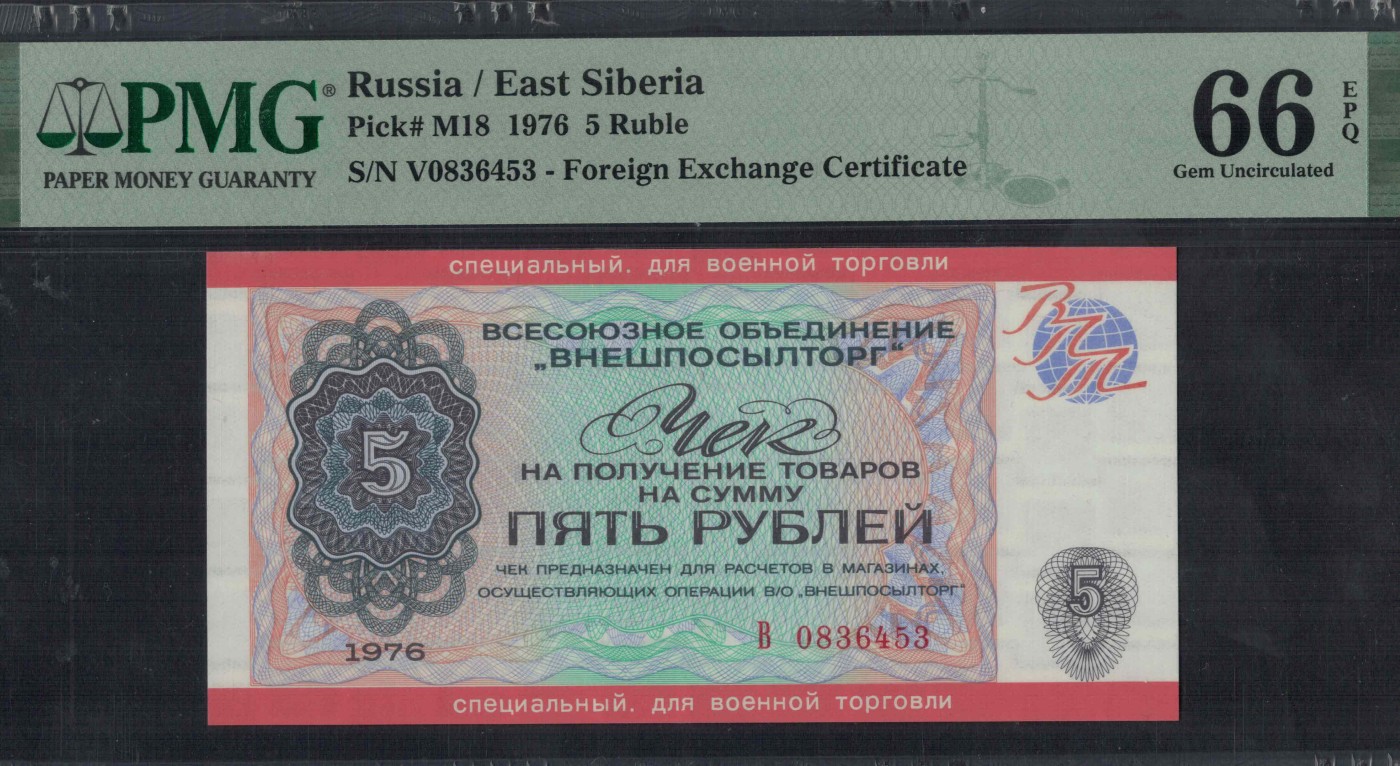 PMG®
PAPER MONEY GUARANTY
Russia / East Siberia
Pick# M18 1976 5 Ruble
S/N V0836453 - Foreign Exchange Certificate
66 EPQ
Gem Uncirculated
специальный. для военной торговли
ВПТ
ВСЕСОЮЗНОЕ ОБЪЕДИНЕНИЕ
„ВНЕШПОСЫЛТОРГ“
Чек
НА ПОЛУЧЕНИЕ ТОВАРОВ
НА СУММУ
ПЯТЬ РУБЛЕЙ
ЧЕК ПРЕДНАЗНАЧЕН ДЛЯ РАСЧЕТОВ В МАГАЗИНАХ,
ОСУЩЕСТВЛЯЮЩИХ ОПЕРАЦИИ В/О „ВНЕШПОСЫЛТОРГ“
5
5
В 0836453
1976
специальный. для военной торговли